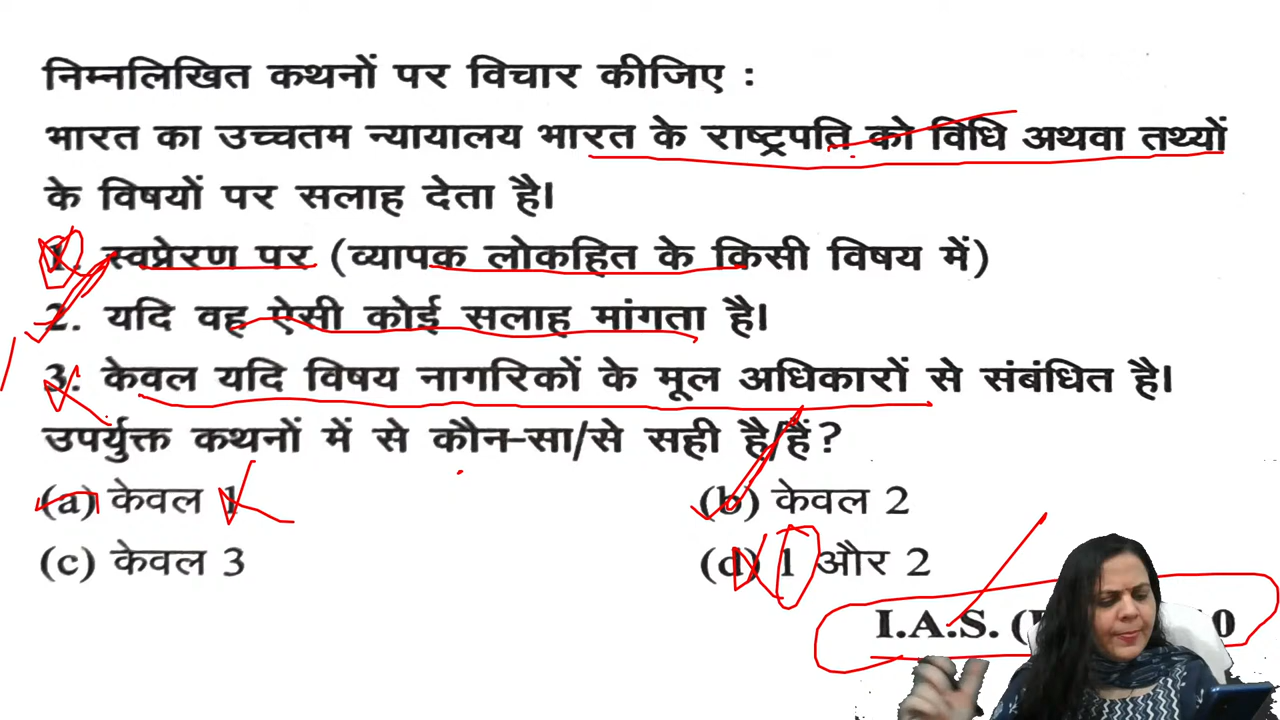 निम्नलिखित कथनों पर विचार कीजिए :
भारत का उच्चतम न्यायालय भारत के राष्ट्रपति को विधि अथवा तथ्यों
के विषयों पर सलाह देता है।
1. स्वप्रेरण पर (व्यापक लोकहित के किसी विषय में)
2. यदि वह ऐसी कोई सलाह मांगता है।
3. केवल यदि विषय नागरिकों के मूल अधिकारों से संबंधित है।
उपर्युक्त कथनों में से कौन-सा/से सही है/हैं?
(a) केवल 1
(b) केवल 2
(c) केवल 3
(d) 1 और 2
I.A.S.